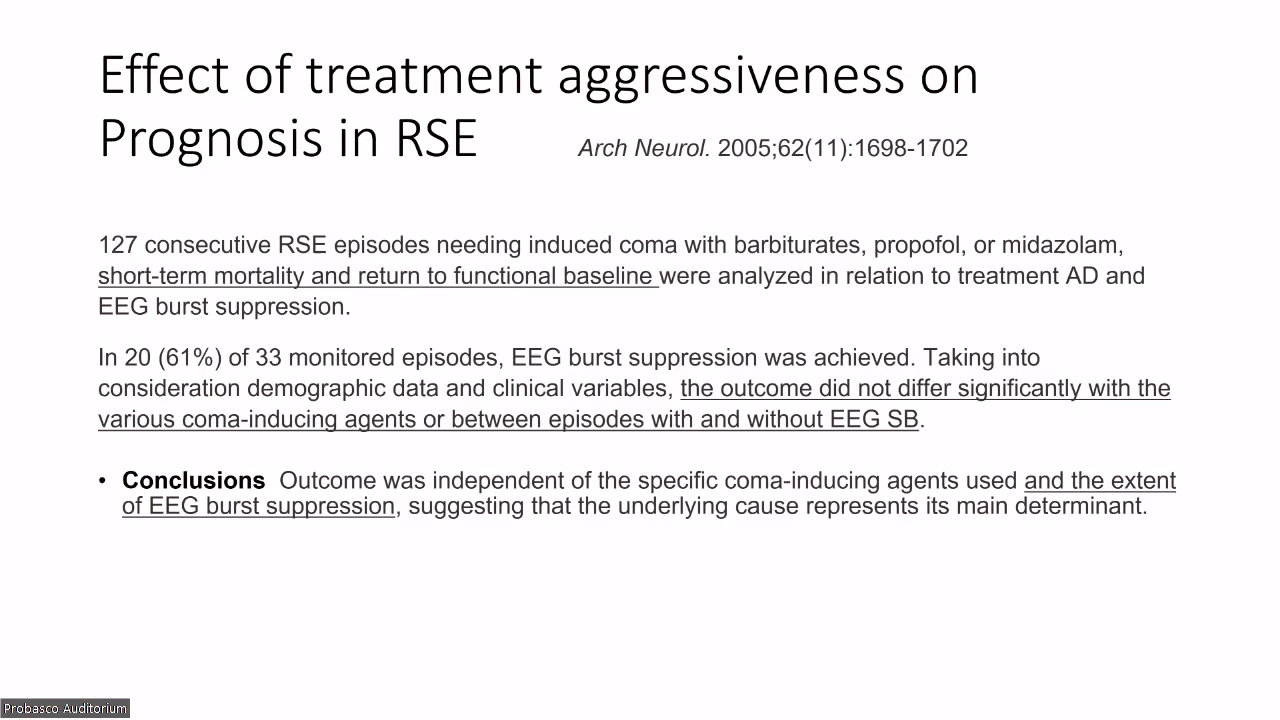 Effect of treatment aggressiveness on
Prognosis in RSE Arch Neurol. 2005;62(11):1698-1702
127 consecutive RSE episodes needing induced coma with barbiturates, propofol, or midazolam,
short-term mortality and return to functional baseline were analyzed in relation to treatment AD and
EEG burst suppression.
In 20 (61%) of 33 monitored episodes, EEG burst suppression was achieved. Taking into
consideration demographic data and clinical variables, the outcome did not differ significantly with the
various coma-inducing agents or between episodes with and without EEG SB.
• Conclusions Outcome was independent of the specific coma-inducing agents used and the extent
of EEG burst suppression, suggesting that the underlying cause represents its main determinant.
Probasco Auditorium